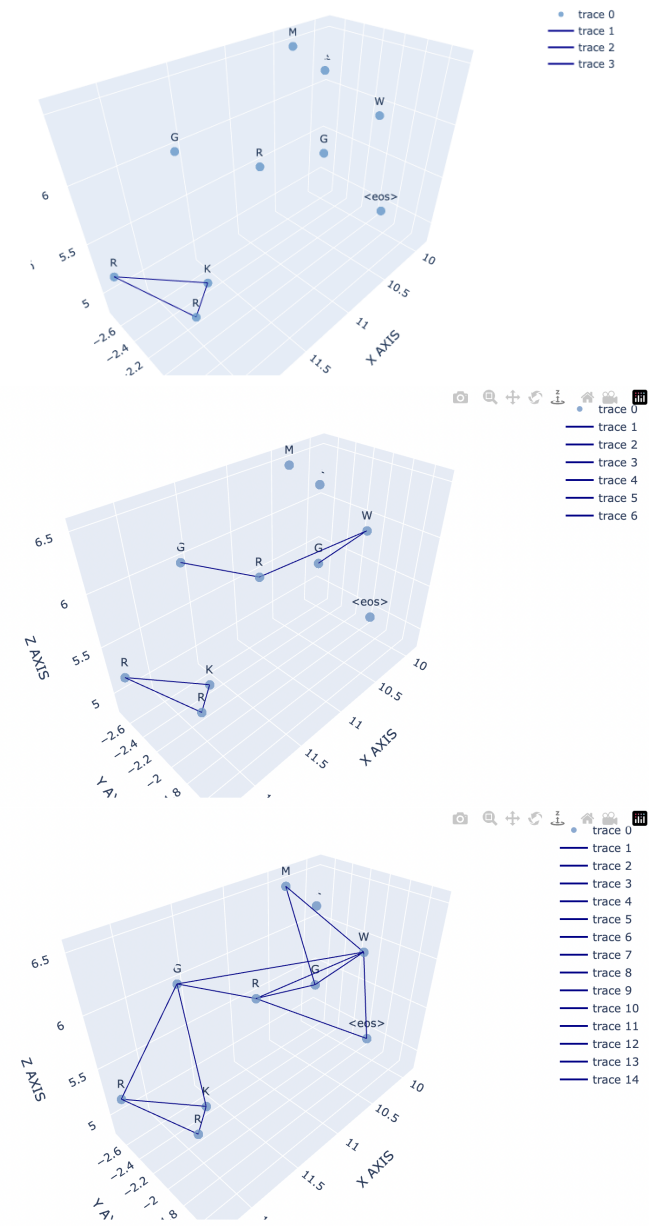 trace 0
trace 1
trace 2
trace 3
M
W
G
R
G
<eos>
R
K
R
6
5.5
5
−2.6
−2.4
−2.2
10
10.5
11
11.5
X AXIS
trace 0
trace 1
trace 2
trace 3
trace 4
trace 5
trace 6
M
W
G
R
G
<eos>
R
K
R
6.5
6
5.5
5
Z AXIS
−2.6
−2.4
−2.2
−2
8
10
10.5
11
11.5
X AXIS
trace 0
trace 1
trace 2
trace 3
trace 4
trace 5
trace 6
trace 7
trace 8
trace 9
trace 10
trace 11
trace 12
trace 13
trace 14
M
W
G
R
G
<eos>
R
K
R
6.5
6
5.5
5
Z AXIS
−2.6
−2.4
−2.2
−2
8
10
10.5
11
11.5
X AXIS